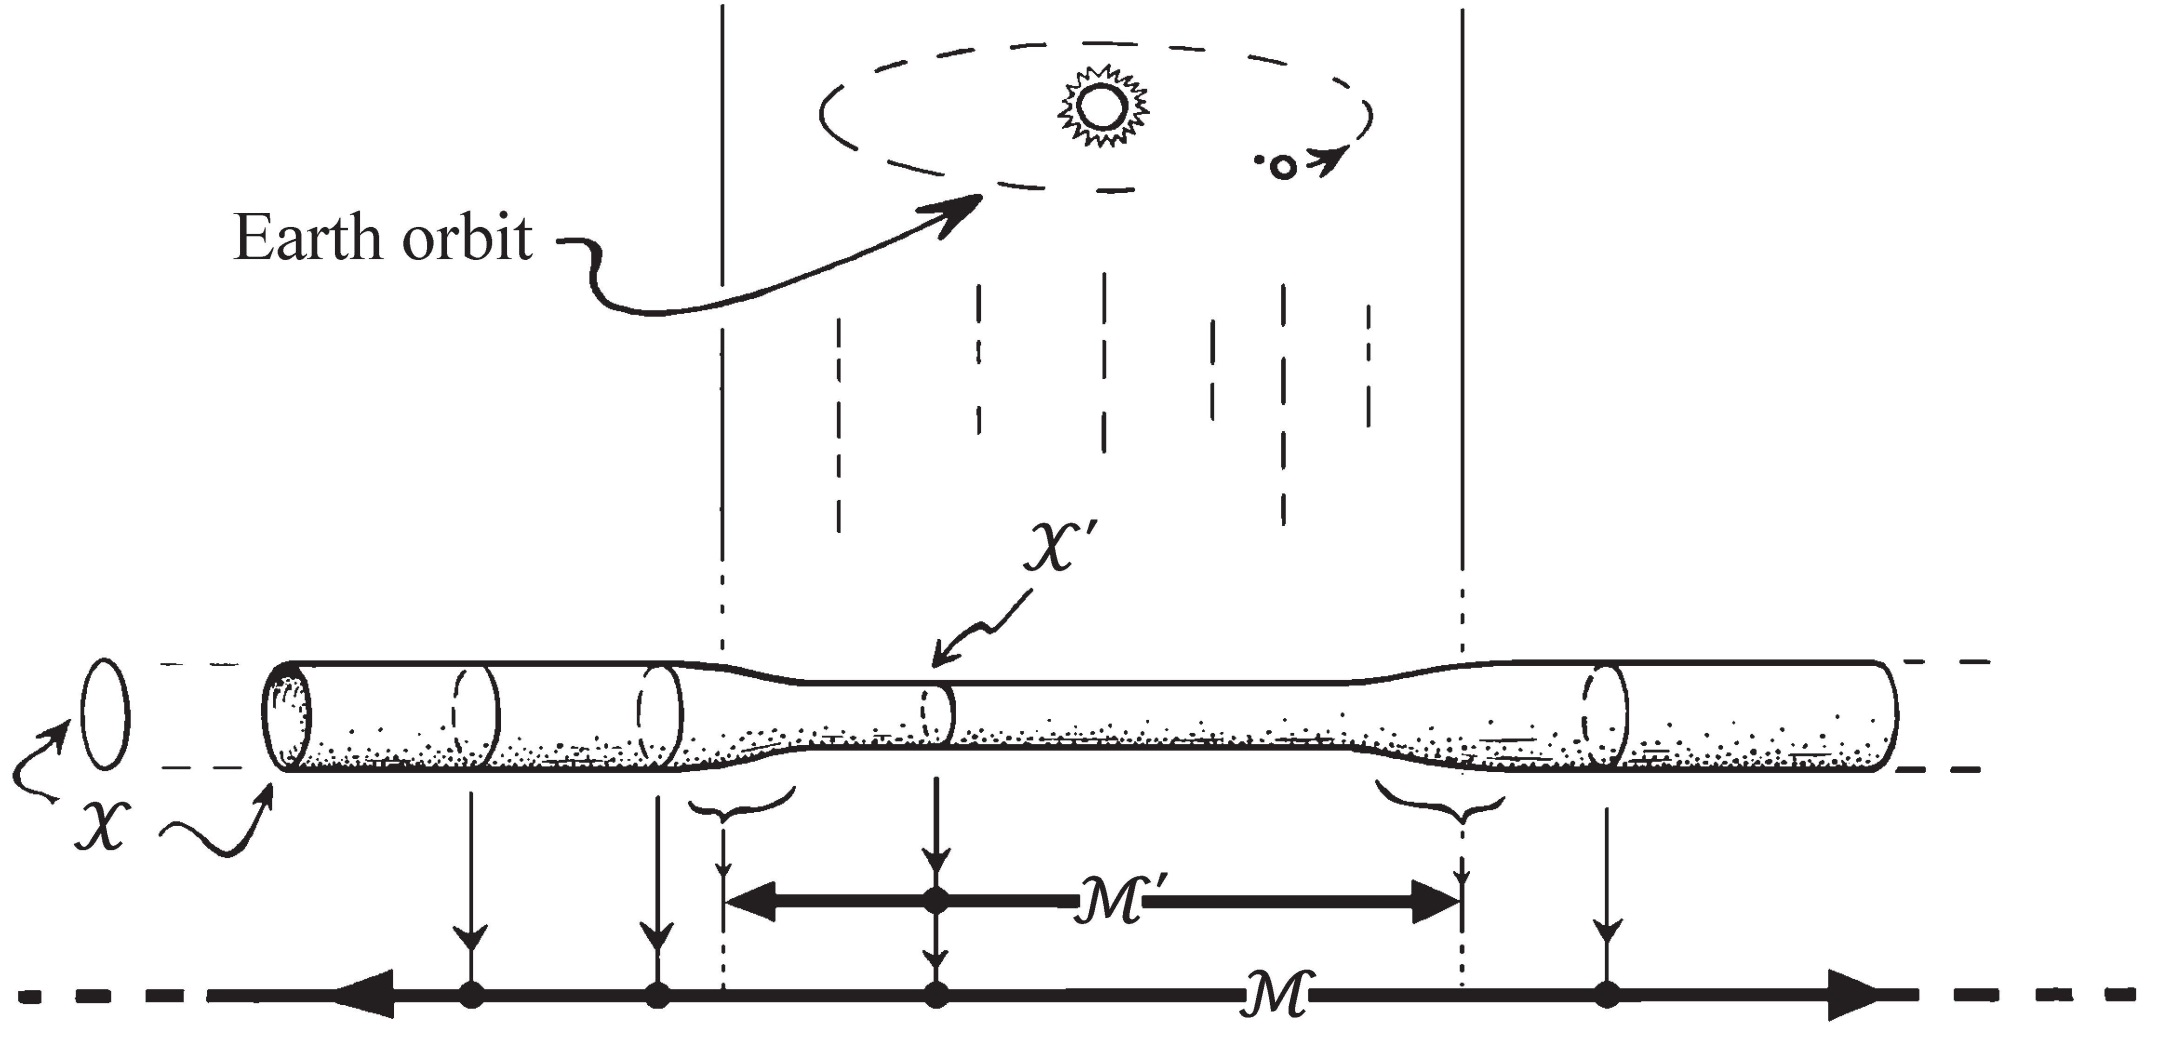 Earth orbit
𝒳′
𝒳
ℳ′
ℳ